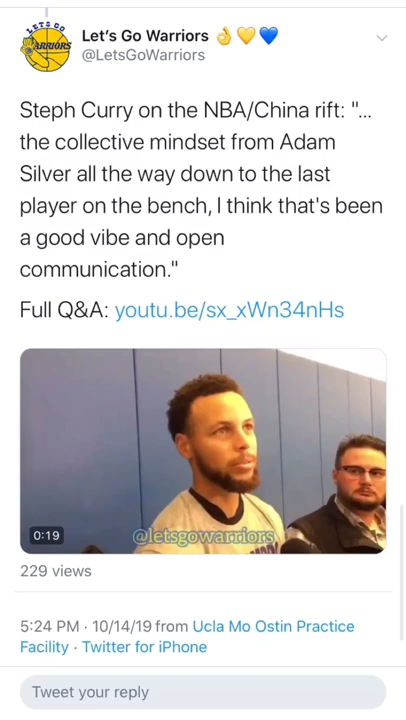 LETS GO
WARRIORS
Let's Go Warriors 👌💛💙
@LetsGoWarriors
Steph Curry on the NBA/China rift: "...
the collective mindset from Adam
Silver all the way down to the last
player on the bench, I think that's been
a good vibe and open
communication."
Full Q&A: youtu.be/sx_xWn34nHs
0:19
@letsgowarriors
229 views
5:24 PM · 10/14/19 from Ucla Mo Ostin Practice
Facility · Twitter for iPhone
Tweet your reply